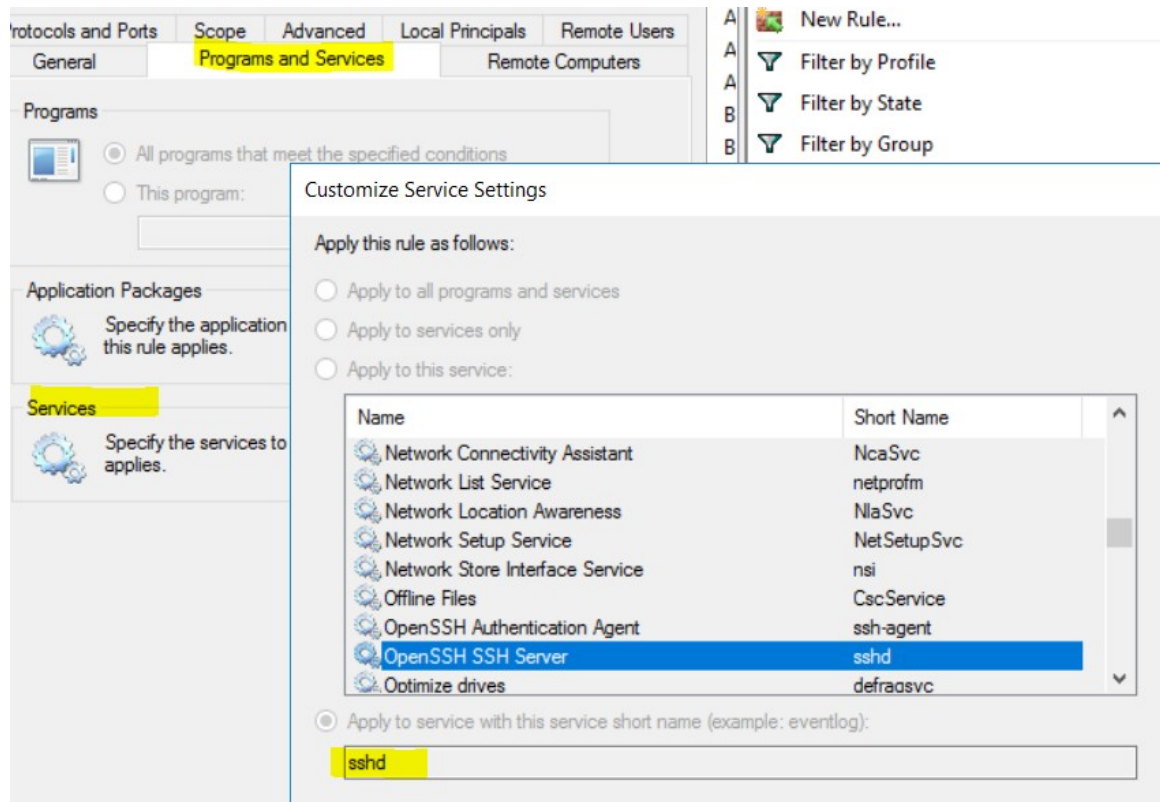 Protocols and Ports Scope Advanced Local Principals Remote Users
General Programs and Services Remote Computers
Programs
All programs that meet the specified conditions
This program:
Application Packages
Specify the application
this rule applies.
Services
Specify the services to
applies.
A
A
A
B
B
New Rule...
Filter by Profile
Filter by State
Filter by Group
Customize Service Settings
Apply this rule as follows:
Apply to all programs and services
Apply to services only
Apply to this service:
Name Short Name
Network Connectivity Assistant NcaSvc
Network List Service netprofm
Network Location Awareness NlaSvc
Network Setup Service NetSetupSvc
Network Store Interface Service nsi
Offline Files CscService
OpenSSH Authentication Agent ssh-agent
OpenSSH SSH Server sshd
Optimize drives defragsvc
Apply to service with this service short name (example: eventlog):
sshd